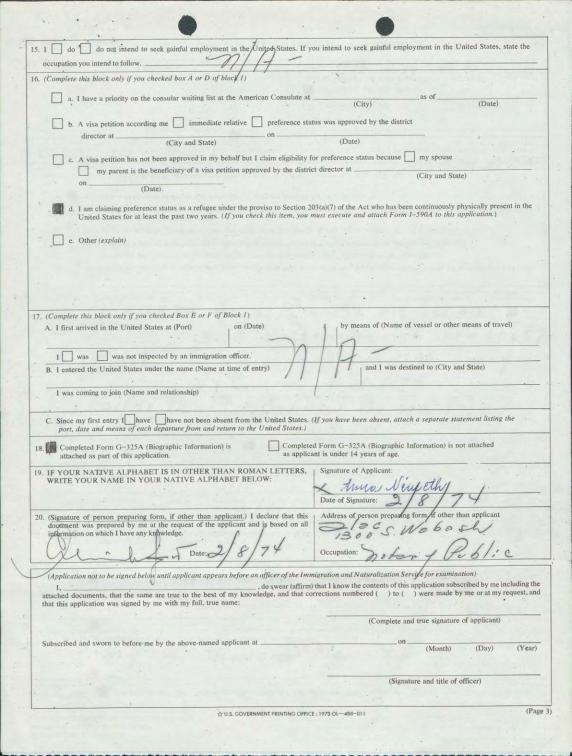 15. I do do not intend to seek gainful employment in the United States. If you intend to seek gainful employment in the United States, state the
occupation you intend to follow. N/A -
16. (Complete this block only if you checked box A or D of block 1)
a. I have a priority on the consular waiting list at the American Consulate at as of
(City) (Date)
b. A visa petition according me immediate relative preference status was approved by the district
director at on
(City and State) (Date)
c. A visa petition has not been approved in my behalf but I claim eligibility for preference status because my spouse
my parent is the beneficiary of a visa petition approved by the district director at
(City and State)
on
(Date).
d. I am claiming preference status as a refugee under the proviso to Section 203(a)(7) of the Act who has been continuously physically present in the
United States for at least the past two years. (If you check this item, you must execute and attach Form I-590A to this application.)
e. Other (explain)
17. (Complete this block only if you checked Box E or F of Block 1)
A. I first arrived in the United States at (Port) on (Date) by means of (Name of vessel or other means of travel)
I was was not inspected by an immigration officer.
N/A -
B. I entered the United States under the name (Name at time of entry) and I was destined to (City and State)
I was coming to join (Name and relationship)
C. Since my first entry I have have not been absent from the United States. (If you have been absent, attach a separate statement listing the
port, date and means of each departure from and return to the United States.)
18. Completed Form G-325A (Biographic Information) is Completed Form G-325A (Biographic Information) is not attached
attached as part of this application. as applicant is under 14 years of age.
19. IF YOUR NATIVE ALPHABET IS IN OTHER THAN ROMAN LETTERS, Signature of Applicant:
WRITE YOUR NAME IN YOUR NATIVE ALPHABET BELOW:
x
Date of Signature: 2/8/74
20. (Signature of person preparing form, if other than applicant.) I declare that this Address of person preparing form, if other than applicant
document was prepared by me at the request of the applicant and is based on all
information on which I have any knowledge. 1300 S. Wabash
Date: 2/8/74 Occupation: Notary Public
(Application not to be signed below until applicant appears before an officer of the Immigration and Naturalization Service for examination)
I, , do swear (affirm) that I know the contents of this application subscribed by me including the
attached documents, that the same are true to the best of my knowledge, and that corrections numbered ( ) to ( ) were made by me or at my request, and
that this application was signed by me with my full, true name:
(Complete and true signature of applicant)
Subscribed and sworn to before me by the above-named applicant at on
(Month) (Day) (Year)
(Signature and title of officer)
☆ U.S. GOVERNMENT PRINTING OFFICE : 1973 OL—488-011 (Page 3)